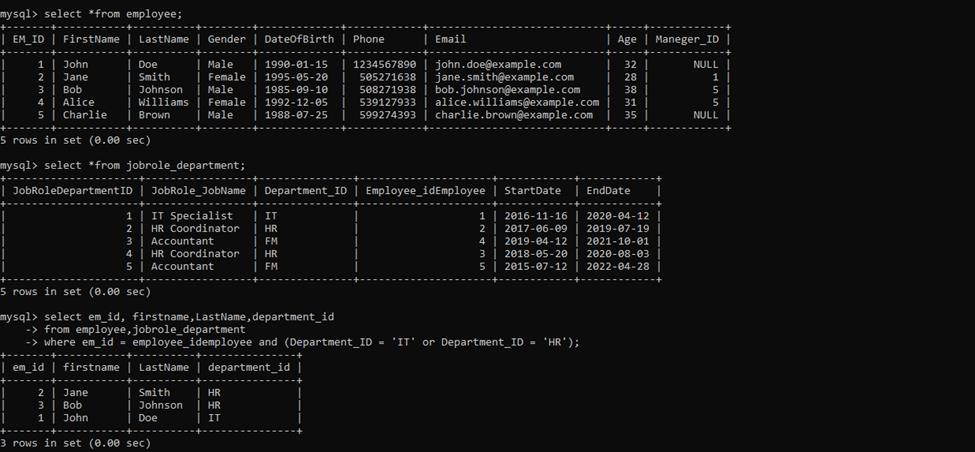 mysql> select *from employee;
+-------+-----------+----------+--------+-------------+------------+----------------------------+------+------------+
| EM_ID | FirstName | LastName | Gender | DateOfBirth | Phone      | Email                      | Age  | Maneger_ID |
+-------+-----------+----------+--------+-------------+------------+----------------------------+------+------------+
|     1 | John      | Doe      | Male   | 1990-01-15  | 1234567890 | john.doe@example.com       |   32 |       NULL |
|     2 | Jane      | Smith    | Female | 1995-05-20  |  505271638 | jane.smith@example.com     |   28 |          1 |
|     3 | Bob       | Johnson  | Male   | 1985-09-10  |  508271938 | bob.johnson@example.com    |   38 |          5 |
|     4 | Alice     | Williams | Female | 1992-12-05  |  539127933 | alice.williams@example.com |   31 |          5 |
|     5 | Charlie   | Brown    | Male   | 1988-07-25  |  599274393 | charlie.brown@example.com  |   35 |       NULL |
+-------+-----------+----------+--------+-------------+------------+----------------------------+------+------------+
5 rows in set (0.00 sec)
mysql> select *from jobrole_department;
+---------------------+-----------------+---------------+---------------------+------------+------------+
| JobRoleDepartmentID | JobRole_JobName | Department_ID | Employee_idEmployee | StartDate  | EndDate    |
+---------------------+-----------------+---------------+---------------------+------------+------------+
|                   1 | IT Specialist   | IT            |                   1 | 2016-11-16 | 2020-04-12 |
|                   2 | HR Coordinator  | HR            |                   2 | 2017-06-09 | 2019-07-19 |
|                   3 | Accountant      | FM            |                   4 | 2019-04-12 | 2021-10-01 |
|                   4 | HR Coordinator  | HR            |                   3 | 2018-05-20 | 2020-08-03 |
|                   5 | Accountant      | FM            |                   5 | 2015-07-12 | 2022-04-28 |
+---------------------+-----------------+---------------+---------------------+------------+------------+
5 rows in set (0.00 sec)
mysql> select em_id, firstname,LastName,department_id
    -> from employee,jobrole_department
    -> where em_id = employee_idemployee and (Department_ID = 'IT' or Department_ID = 'HR');
+-------+-----------+----------+---------------+
| em_id | firstname | LastName | department_id |
+-------+-----------+----------+---------------+
|     2 | Jane      | Smith    | HR            |
|     3 | Bob       | Johnson  | HR            |
|     1 | John      | Doe      | IT            |
+-------+-----------+----------+---------------+
3 rows in set (0.00 sec)